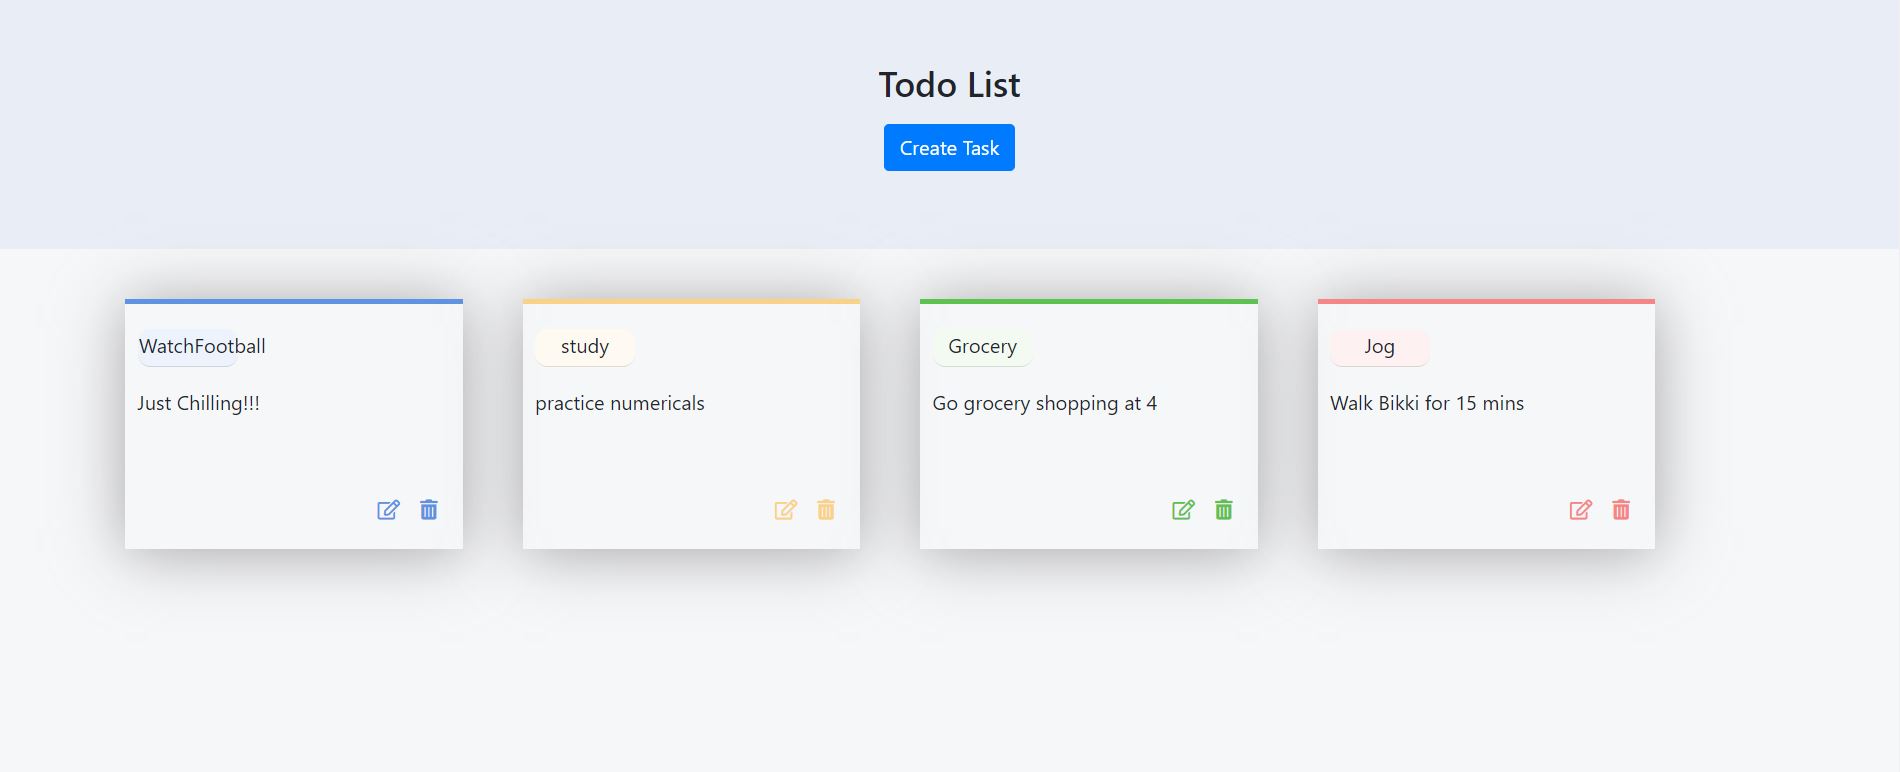 Todo List
Create Task
WatchFootball
Just Chilling!!!
study
practice numericals
Grocery
Go grocery shopping at 4
Jog
Walk Bikki for 15 mins